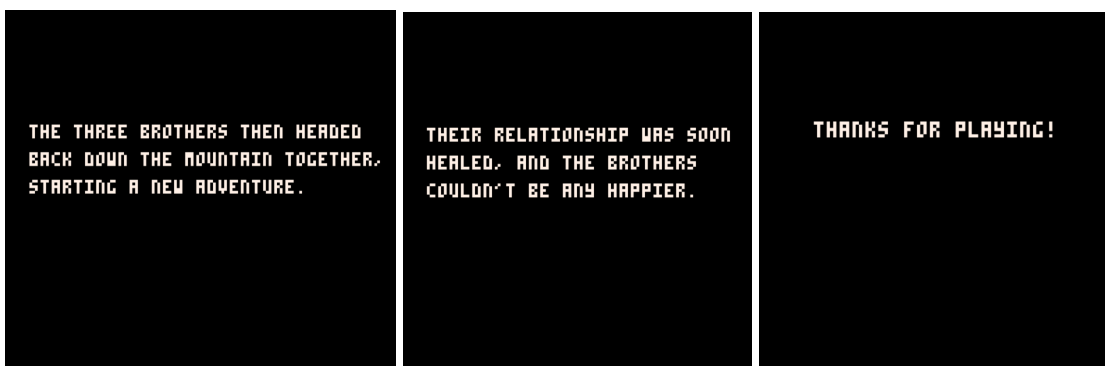 THE THREE BROTHERS THEN HEADED
BACK DOWN THE MOUNTAIN TOGETHER,
STARTING A NEW ADVENTURE.
THEIR RELATIONSHIP WAS SOON
HEALED, AND THE BROTHERS
COULDN'T BE ANY HAPPIER.
THANKS FOR PLAYING!